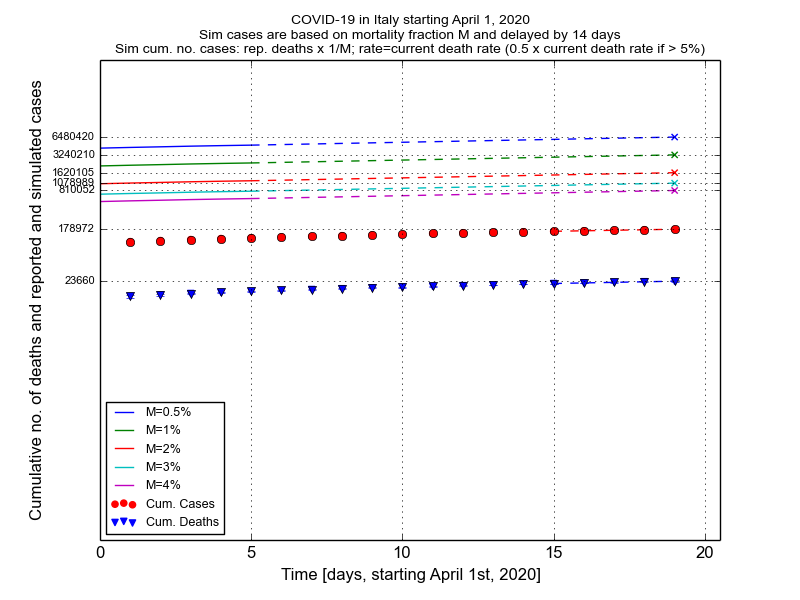 COVID-19 in Italy starting April 1, 2020
Sim cases are based on mortality fraction M and delayed by 14 days
Sim cum. no. cases: rep. deaths x 1/M; rate=current death rate (0.5 x current death rate if > 5%)
Cumulative no. of deaths and reported and simulated cases
6480420
3240210
1620105
1078989
810052
178972
23660
M=0.5%
M=1%
M=2%
M=3%
M=4%
Cum. Cases
Cum. Deaths
0 5 10 15 20
Time [days, starting April 1st, 2020]